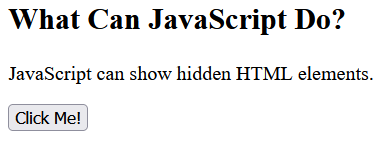 What Can JavaScript Do?
JavaScript can show hidden HTML elements.
Click Me!